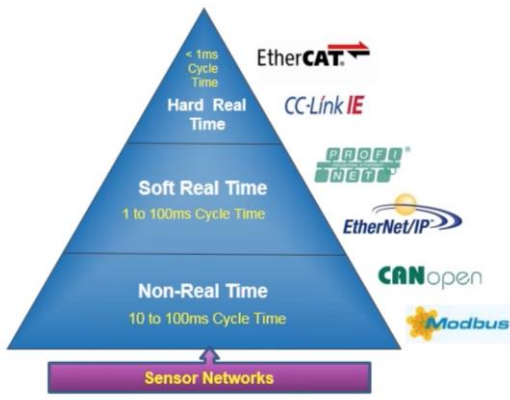 < 1ms
Cycle
Time
Hard Real
Time
EtherCAT®
CC-Link IE
Soft Real Time
1 to 100ms Cycle Time
PROFI®
NET
EtherNet/IP
Non-Real Time
10 to 100ms Cycle Time
CANopen
Modbus
Sensor Networks